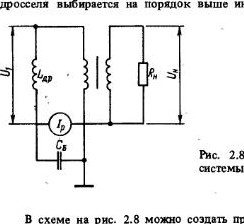 дросселя выбирается на порядок выше ин
U₁
Lдр
Rн
Uн
Iр
CБ
Рис. 2.8
системы
В схеме на рис. 2.8 можно создать пр